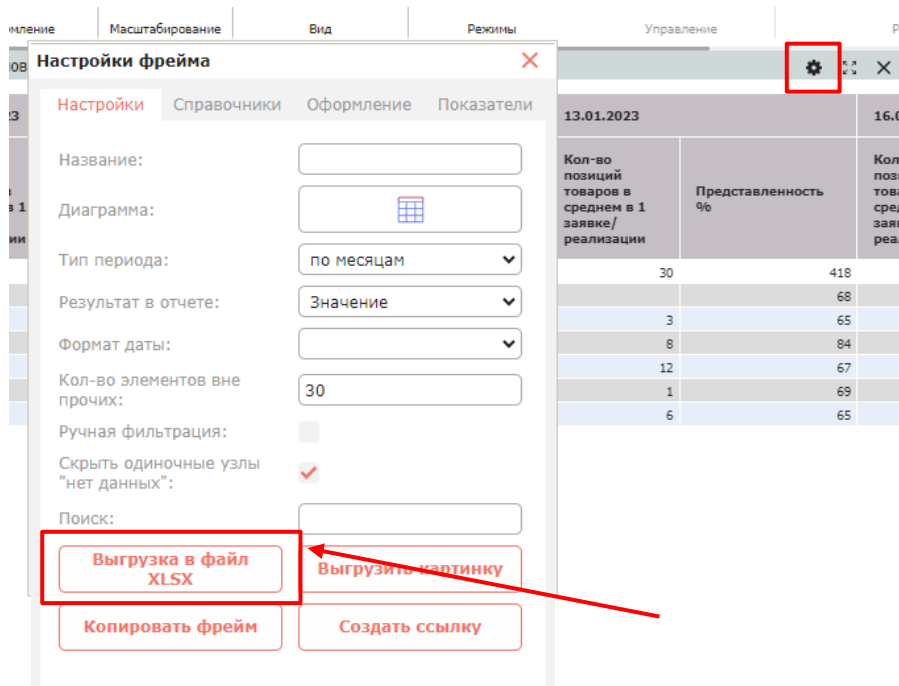 Масштабирование
Вид
Режимы
Управление
Настройки фрейма
Настройки
Справочники
Оформление
Показатели
Название:
Диаграмма:
Тип периода:
по месяцам
Результат в отчете:
Значение
Формат даты:
Кол-во элементов вне
прочих:
30
Ручная фильтрация:
Скрыть одиночные узлы
"нет данных":
Поиск:
Выгрузка в файл
XLSX
Выгрузить картинку
Копировать фрейм
Создать ссылку
13.01.2023
Кол-во
позиций
товаров в
среднем в 1
заявке/
реализации
Представленность
%
30 418
68
3 65
8 84
12 67
1 69
6 65